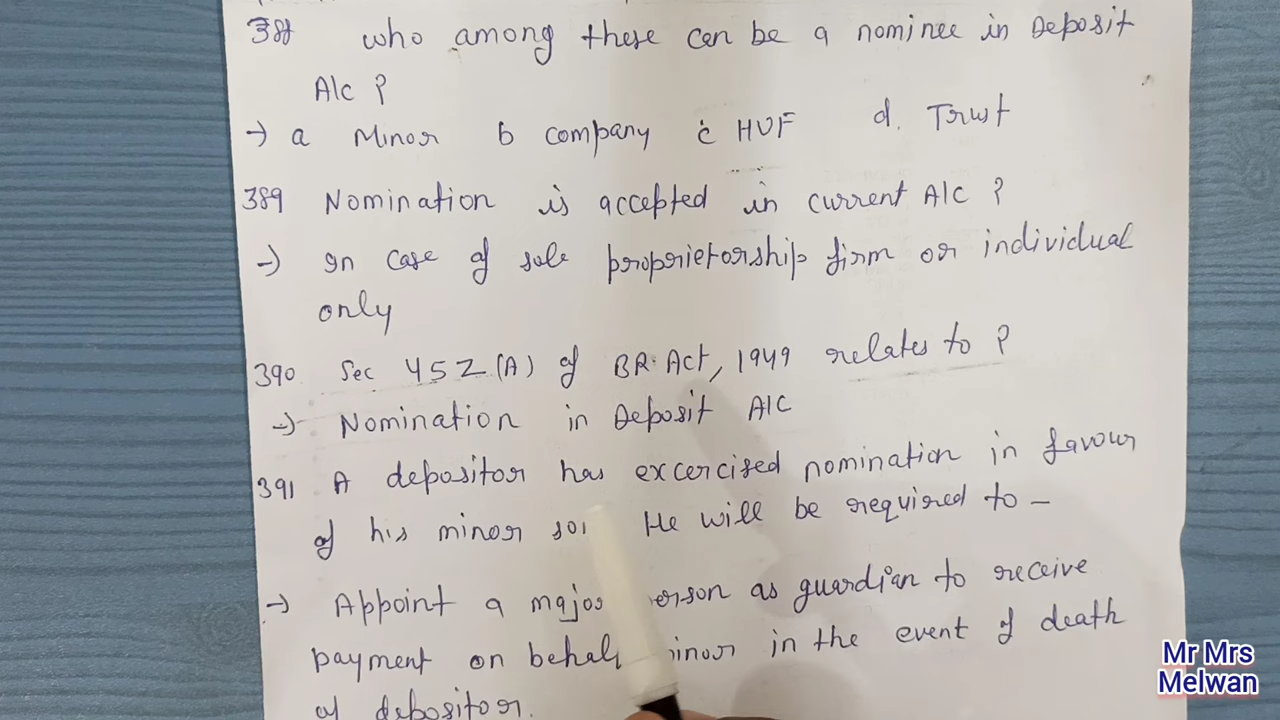 388 who among these can be a nominee in Deposit
A/c ?
→ a Minor b company c HUF d. Trust
389 Nomination is accepted in current A/c ?
→ In case of sole proprietorship firm or individual
only
390 Sec 45Z(A) of BR. Act, 1949 relates to ?
→ Nomination in Deposit A/C
391 A depositor has excercised nomination in favour
of his minor He will be required to –
→ Appoint a as guardian to receive
payment on in the event of death
of depositor.
Mr Mrs
Melwan